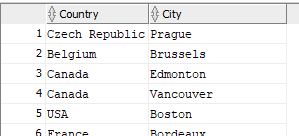 Country City
1 Czech Republic Prague
2 Belgium Brussels
3 Canada Edmonton
4 Canada Vancouver
5 USA Boston
6 France Bordeaux